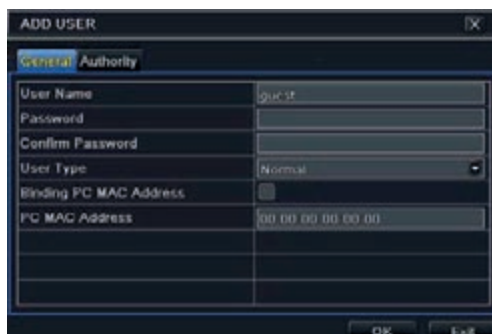 ADD USER X
General Authority
User Name guest
Password
Confirm Password
User Type Normal
Binding PC MAC Address
PC MAC Address 00.00.00.00.00.00
OK Exit